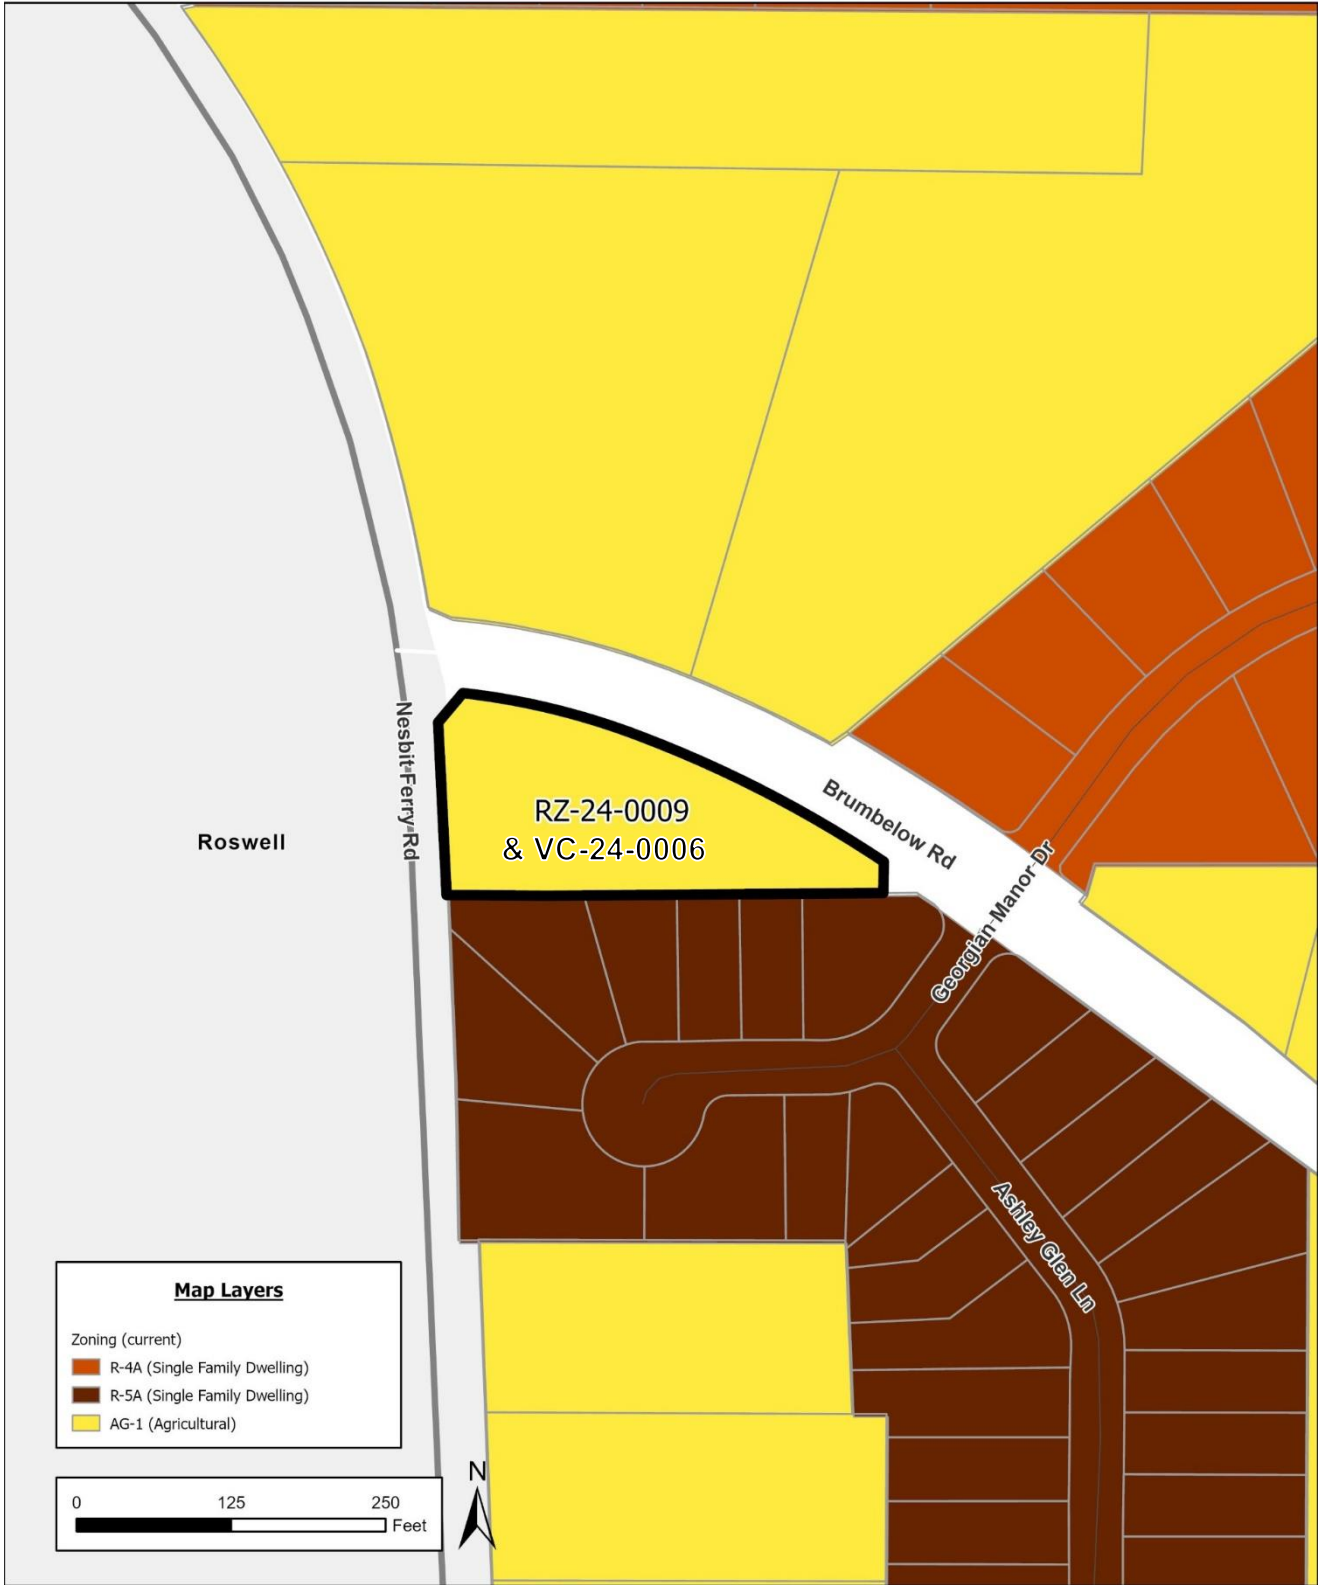 Nesbit Ferry Rd
RZ-24-0009
& VC-24-0006
Brumbelow Rd
Roswell
Georgian Manor Dr
Ashley Glen Ln
Map Layers
Zoning (current)
R-4A (Single Family Dwelling)
R-5A (Single Family Dwelling)
AG-1 (Agricultural)
N
0 125 250
Feet